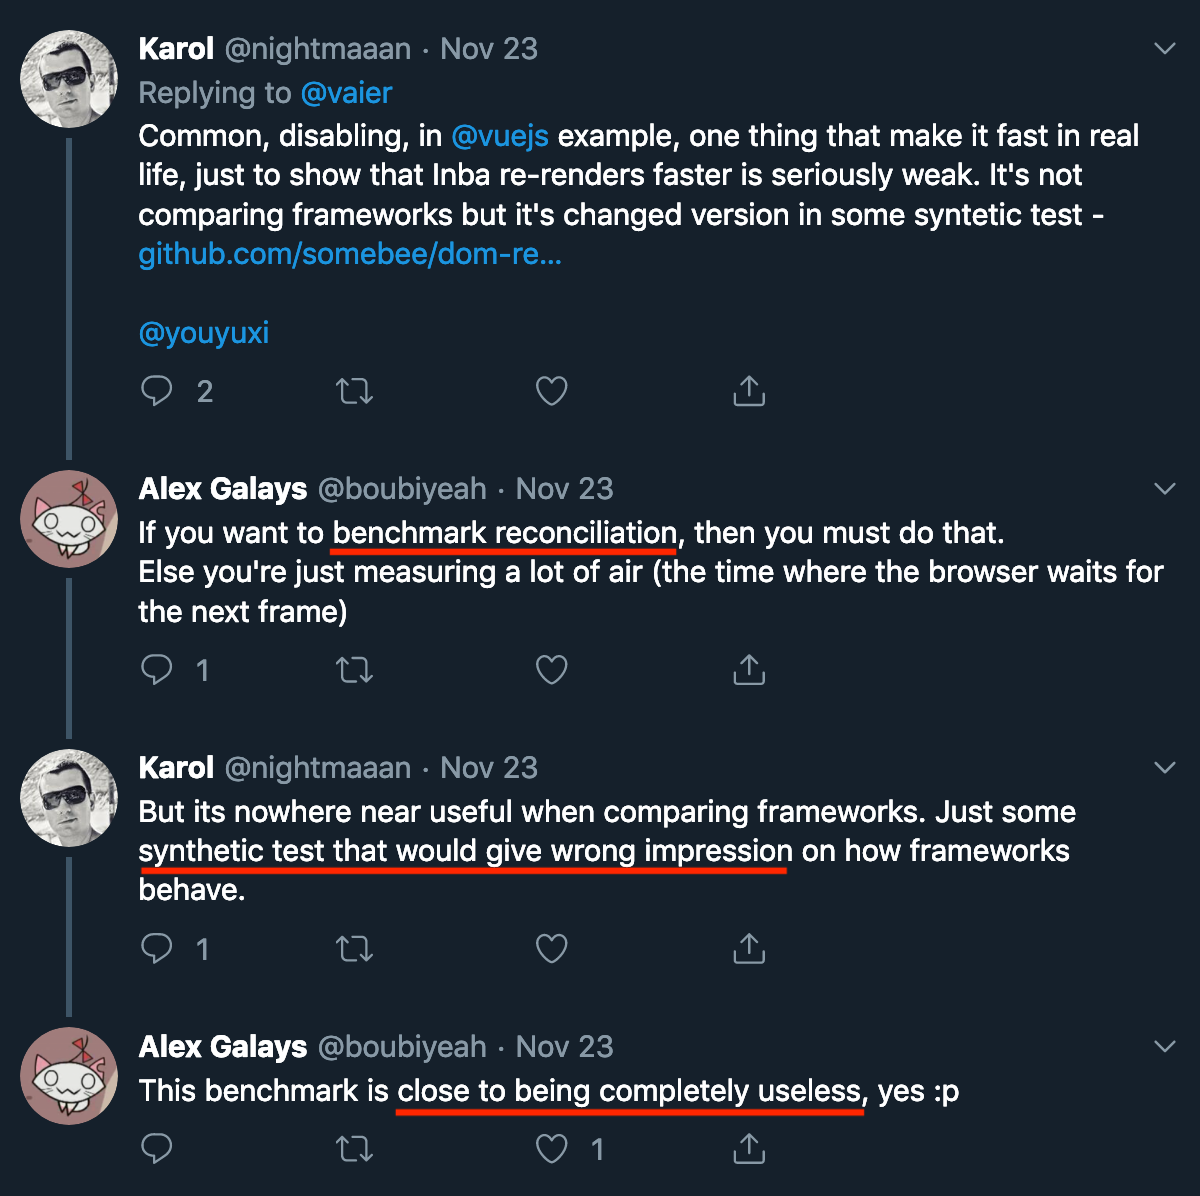 Karol @nightmaaan · Nov 23
Replying to @vaier
Common, disabling, in @vuejs example, one thing that make it fast in real
life, just to show that Inba re-renders faster is seriously weak. It's not
comparing frameworks but it's changed version in some syntetic test -
github.com/somebee/dom-re...
@youyuxi
2
Alex Galays @boubiyeah · Nov 23
If you want to benchmark reconciliation, then you must do that.
Else you're just measuring a lot of air (the time where the browser waits for
the next frame)
1
Karol @nightmaaan · Nov 23
But its nowhere near useful when comparing frameworks. Just some
synthetic test that would give wrong impression on how frameworks
behave.
1
Alex Galays @boubiyeah · Nov 23
This benchmark is close to being completely useless, yes :p
1